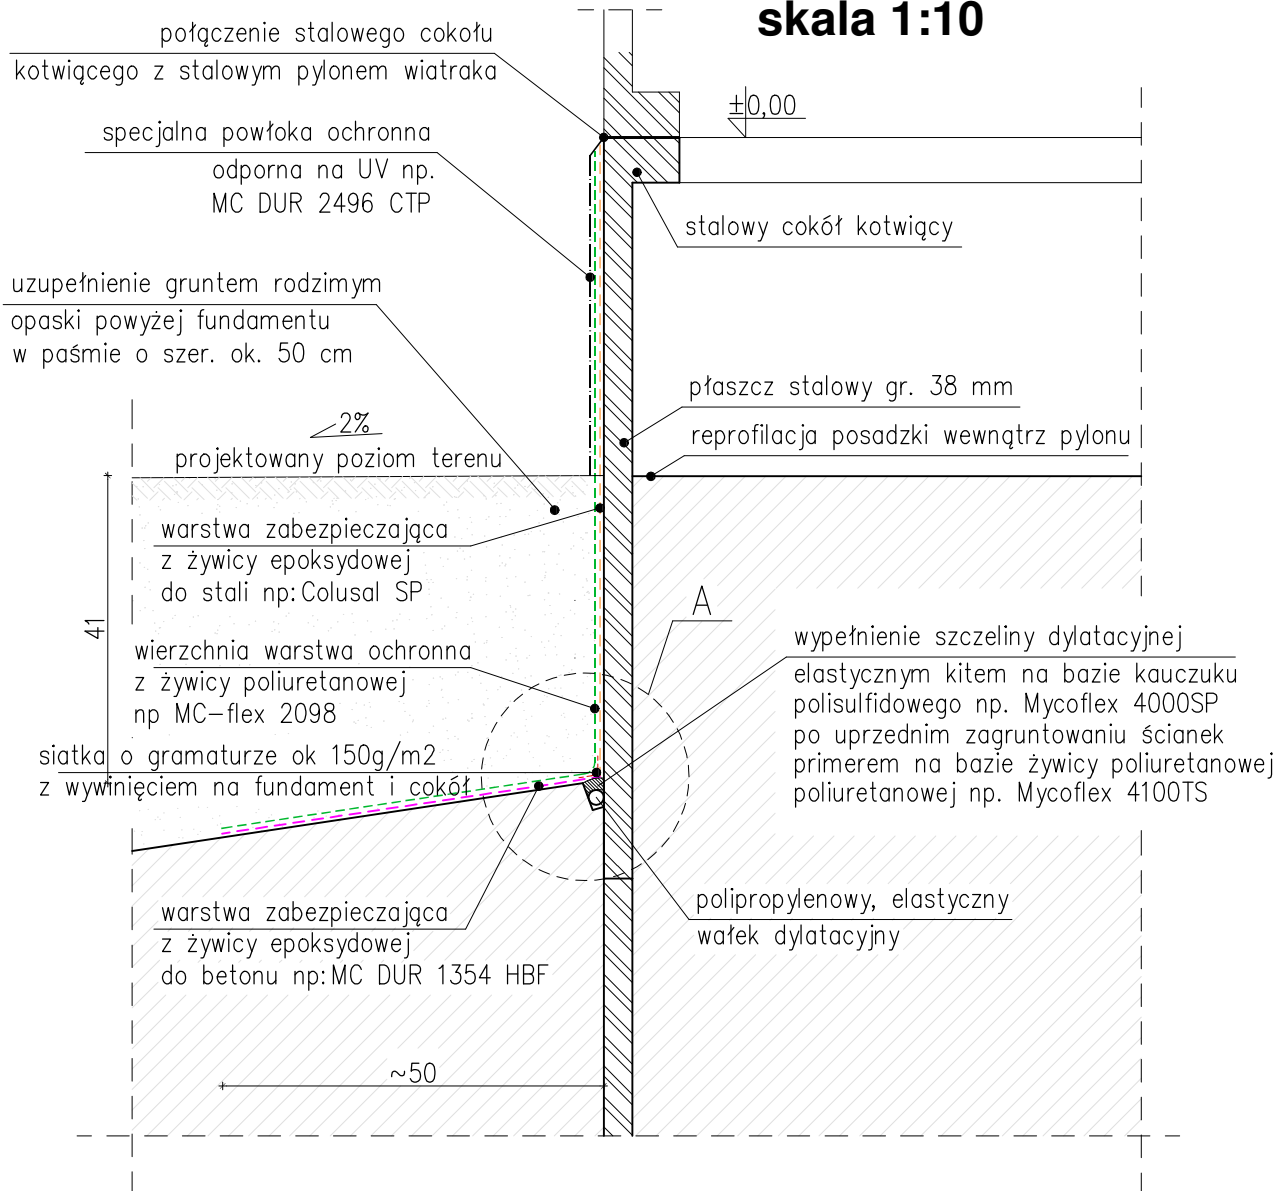 skala 1:10
połączenie stalowego cokołu
kotwiącego z stalowym pylonem wiatraka
±0,00
specjalna powłoka ochronna
odporna na UV np.
MC DUR 2496 CTP
stalowy cokół kotwiący
uzupełnienie gruntem rodzimym
opaski powyżej fundamentu
w paśmie o szer. ok. 50 cm
płaszcz stalowy gr. 38 mm
2%
reprofilacja posadzki wewnątrz pylonu
projektowany poziom terenu
warstwa zabezpieczająca
z żywicy epoksydowej
do stali np:Colusal SP
A
41
wierzchnia warstwa ochronna
z żywicy poliuretanowej
np MC-flex 2098
wypełnienie szczeliny dylatacyjnej
elastycznym kitem na bazie kauczuku
polisulfidowego np. Mycoflex 4000SP
po uprzednim zagruntowaniu ścianek
primerem na bazie żywicy poliuretanowej
poliuretanowej np. Mycoflex 4100TS
siatka o gramaturze ok 150g/m2
z wywinięciem na fundament i cokół
polipropylenowy, elastyczny
wałek dylatacyjny
warstwa zabezpieczająca
z żywicy epoksydowej
do betonu np:MC DUR 1354 HBF
~50